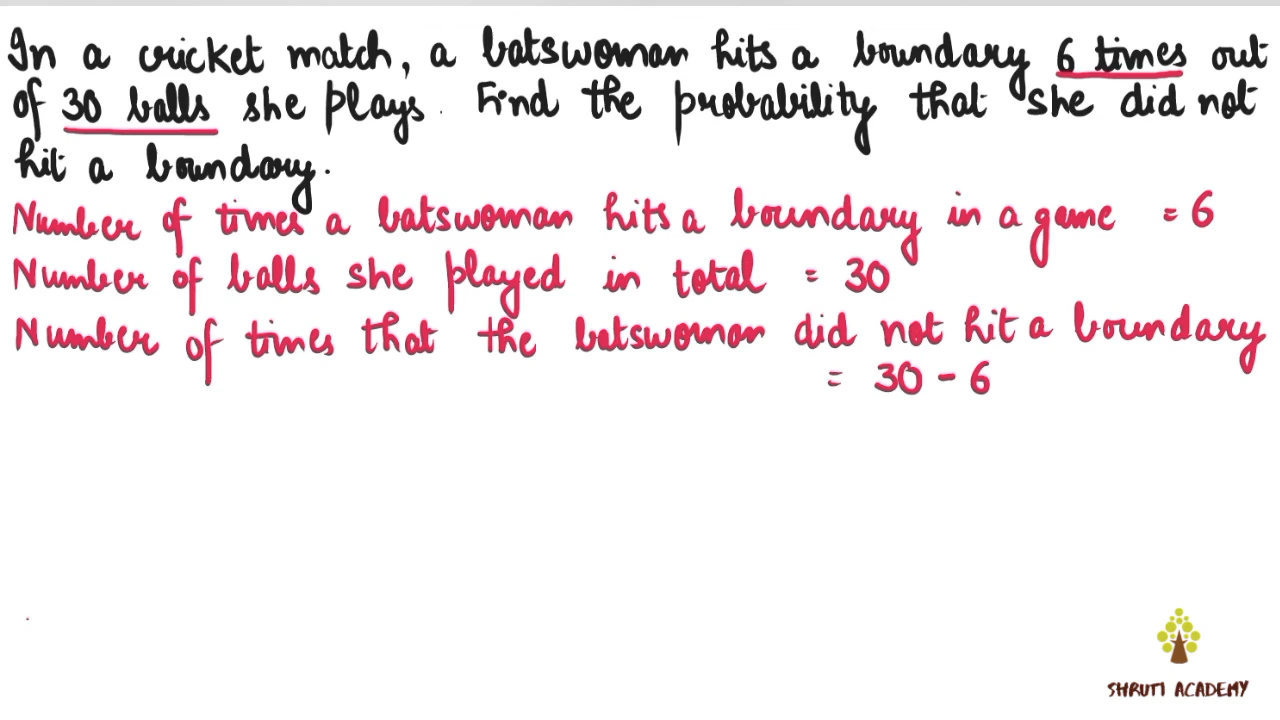 In a cricket match, a batswoman hits a boundary 6 times out
of 30 balls she plays. Find the probability that she did not
hit a boundary.
Number of times a batswoman hits a boundary in a game = 6
Number of balls she played in total = 30
Number of times that the batswoman did not hit a boundary
= 30 - 6
SHRUTI ACADEMY